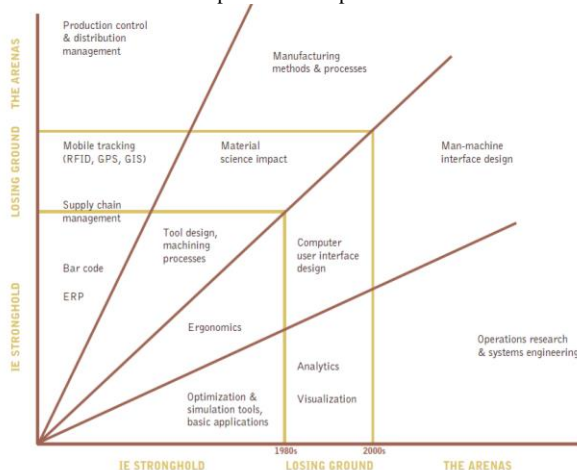 Production control
& distribution
management
Manufacturing
methods & processes
THE ARENAS
LOSING GROUND
IE STRONGHOLD
Mobile tracking
(RFID, GPS, GIS)
Material
science impact
Man-machine
interface design
Supply chain
management
Tool design,
machining
processes
Computer
user interface
design
Bar code
ERP
Ergonomics
Operations research
& systems engineering
Analytics
Optimization &
simulation tools,
basic applications
Visualization
1980s
2000s
IE STRONGHOLD
LOSING GROUND
THE ARENAS